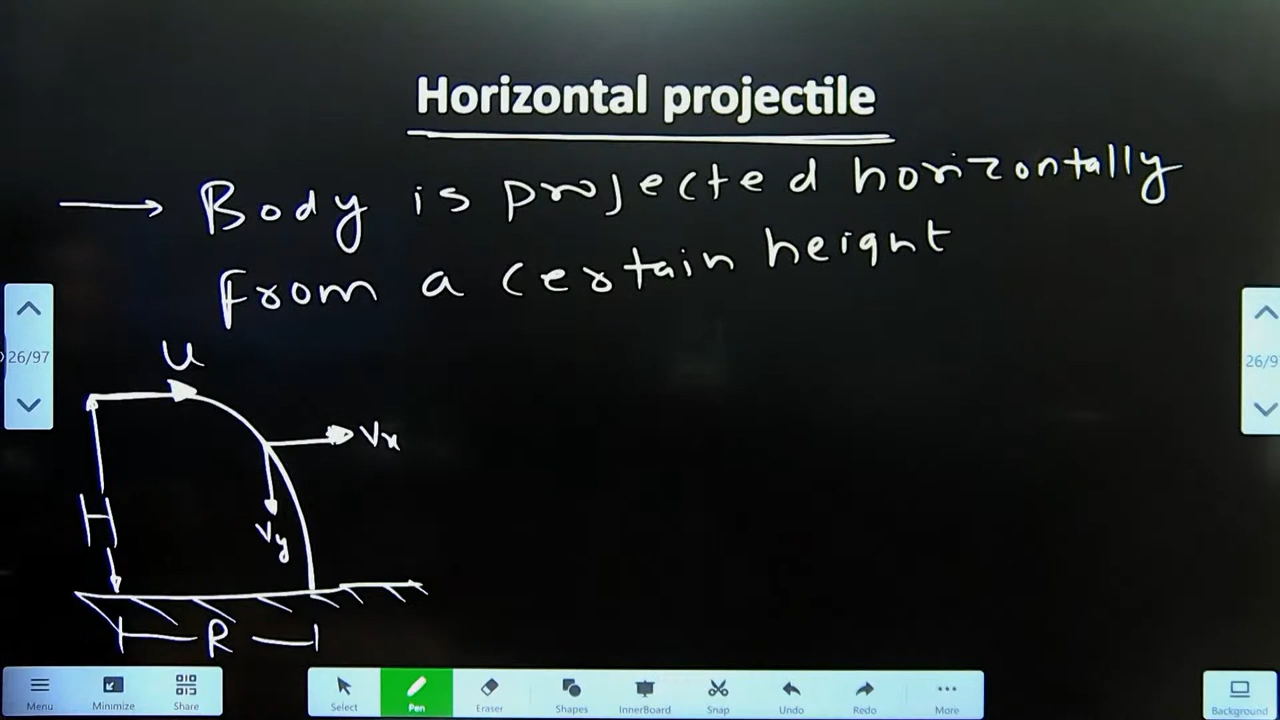 Horizontal projectile
Body is projected horizontally
From a certain height
u
Vx
H
Vy
R
26/97
26/9
Menu
Minimize
Share
Select
Pen
Eraser
Shapes
InnerBoard
Snap
Undo
Redo
More
Background